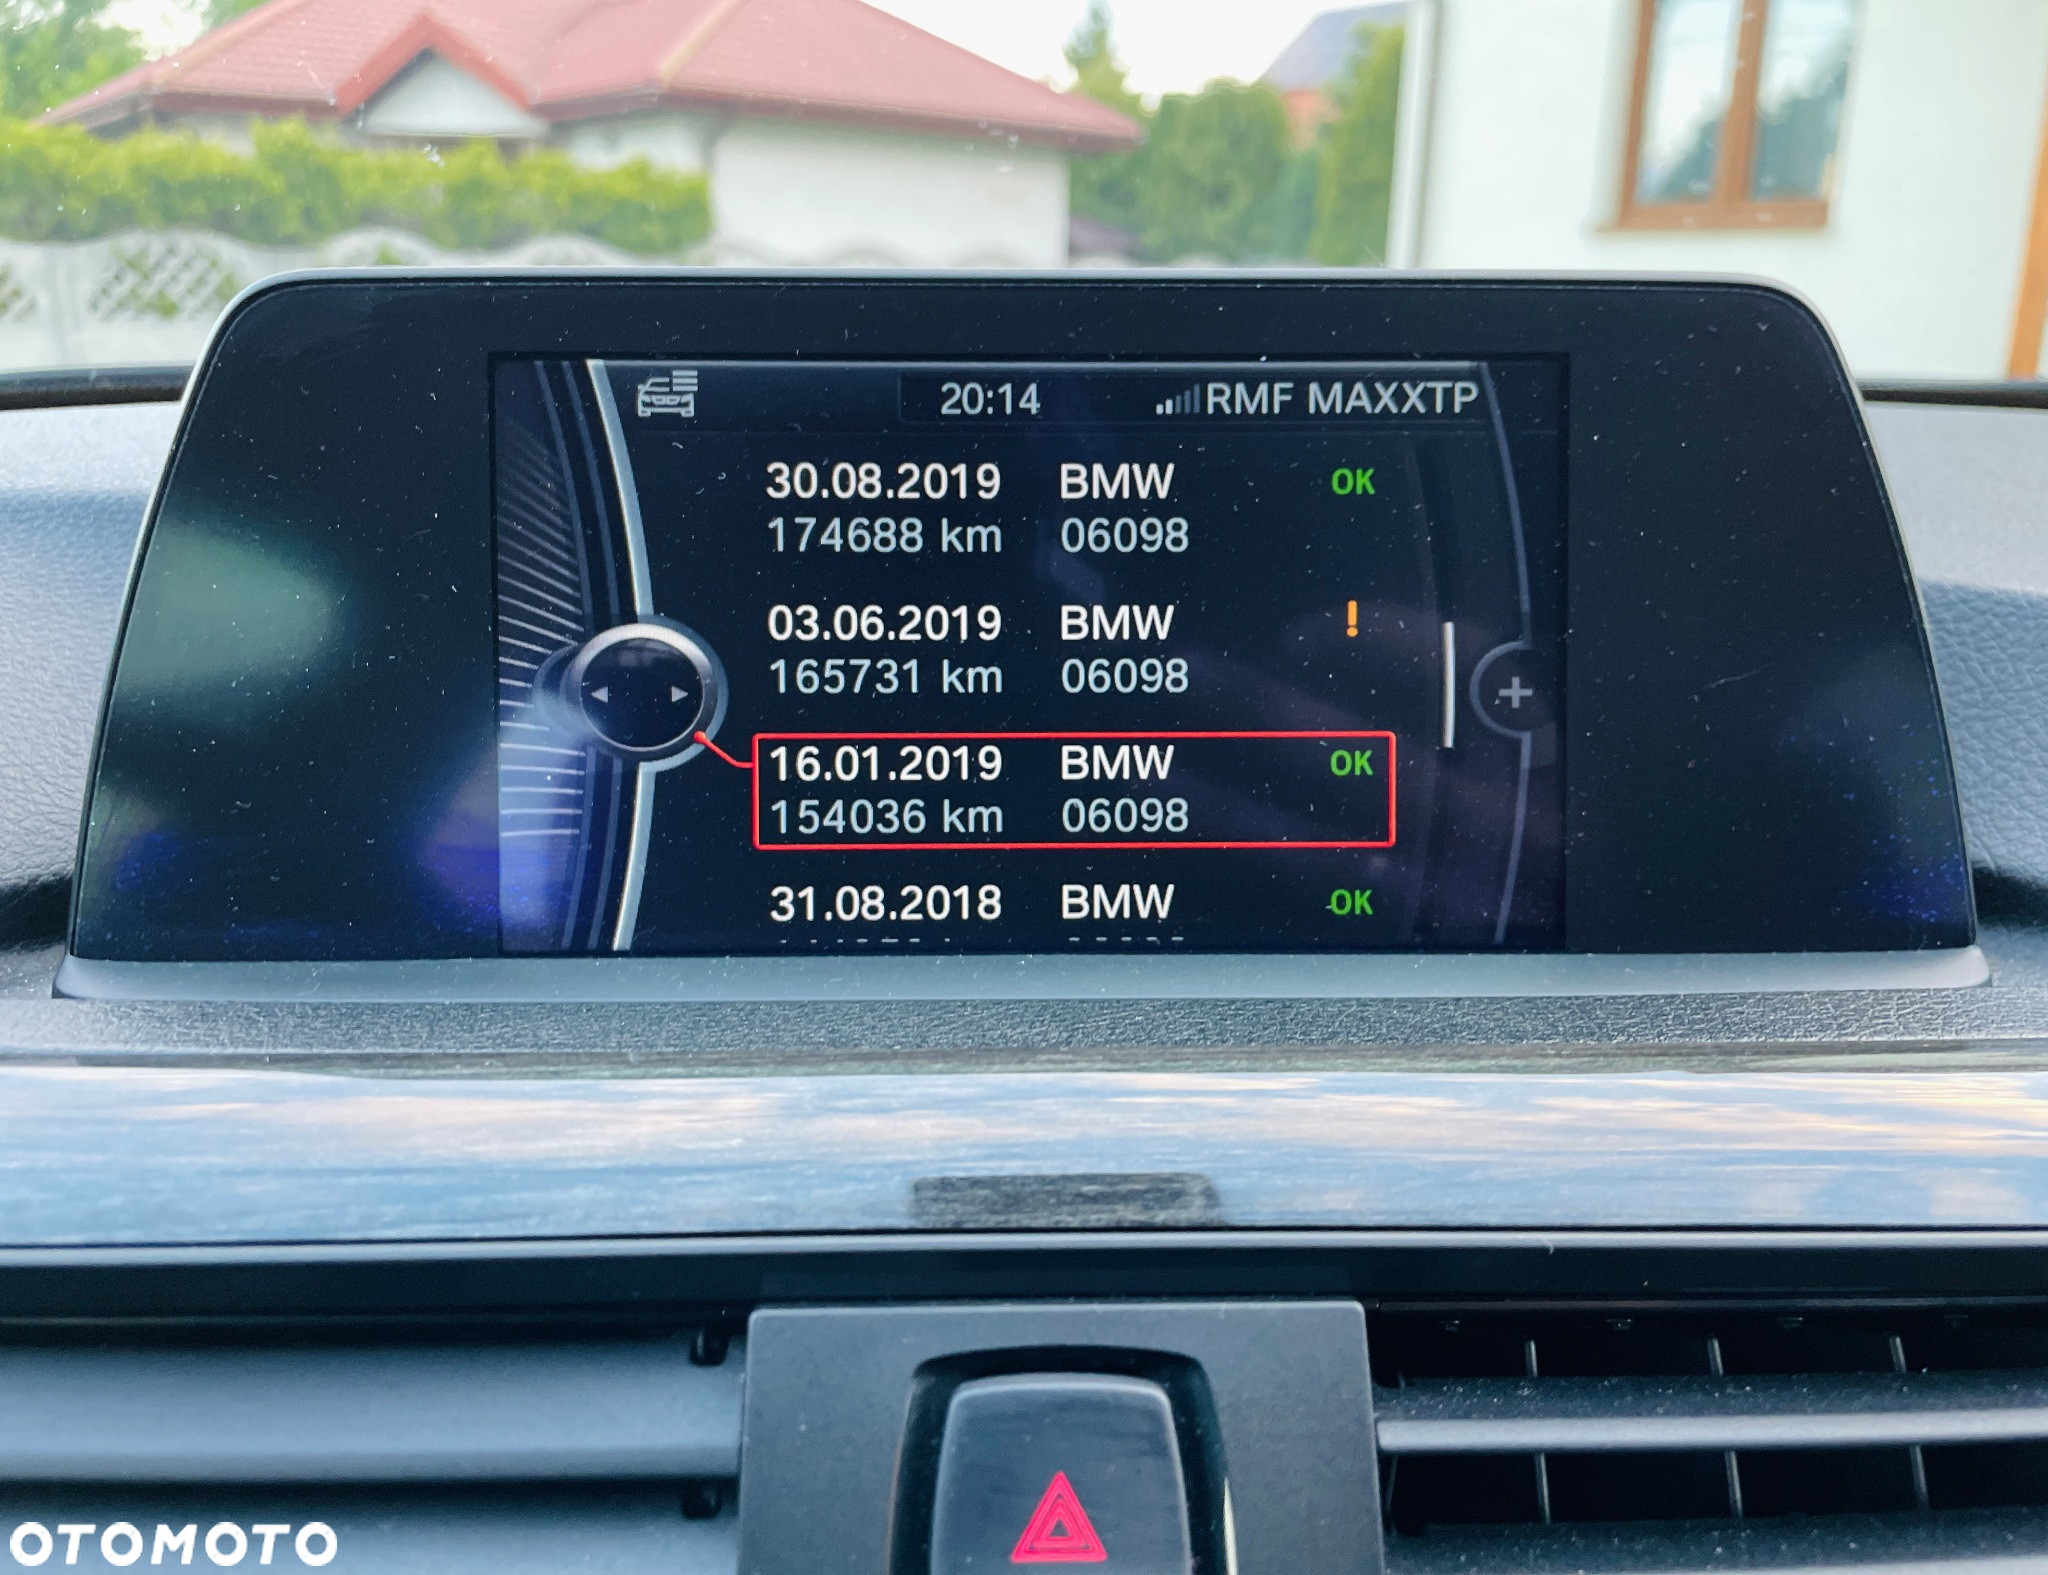 20:14 RMF MAXXTP
30.08.2019 BMW OK
174688 km 06098
03.06.2019 BMW !
165731 km 06098
16.01.2019 BMW OK
154036 km 06098
31.08.2018 BMW OK
+
OTOMOTO